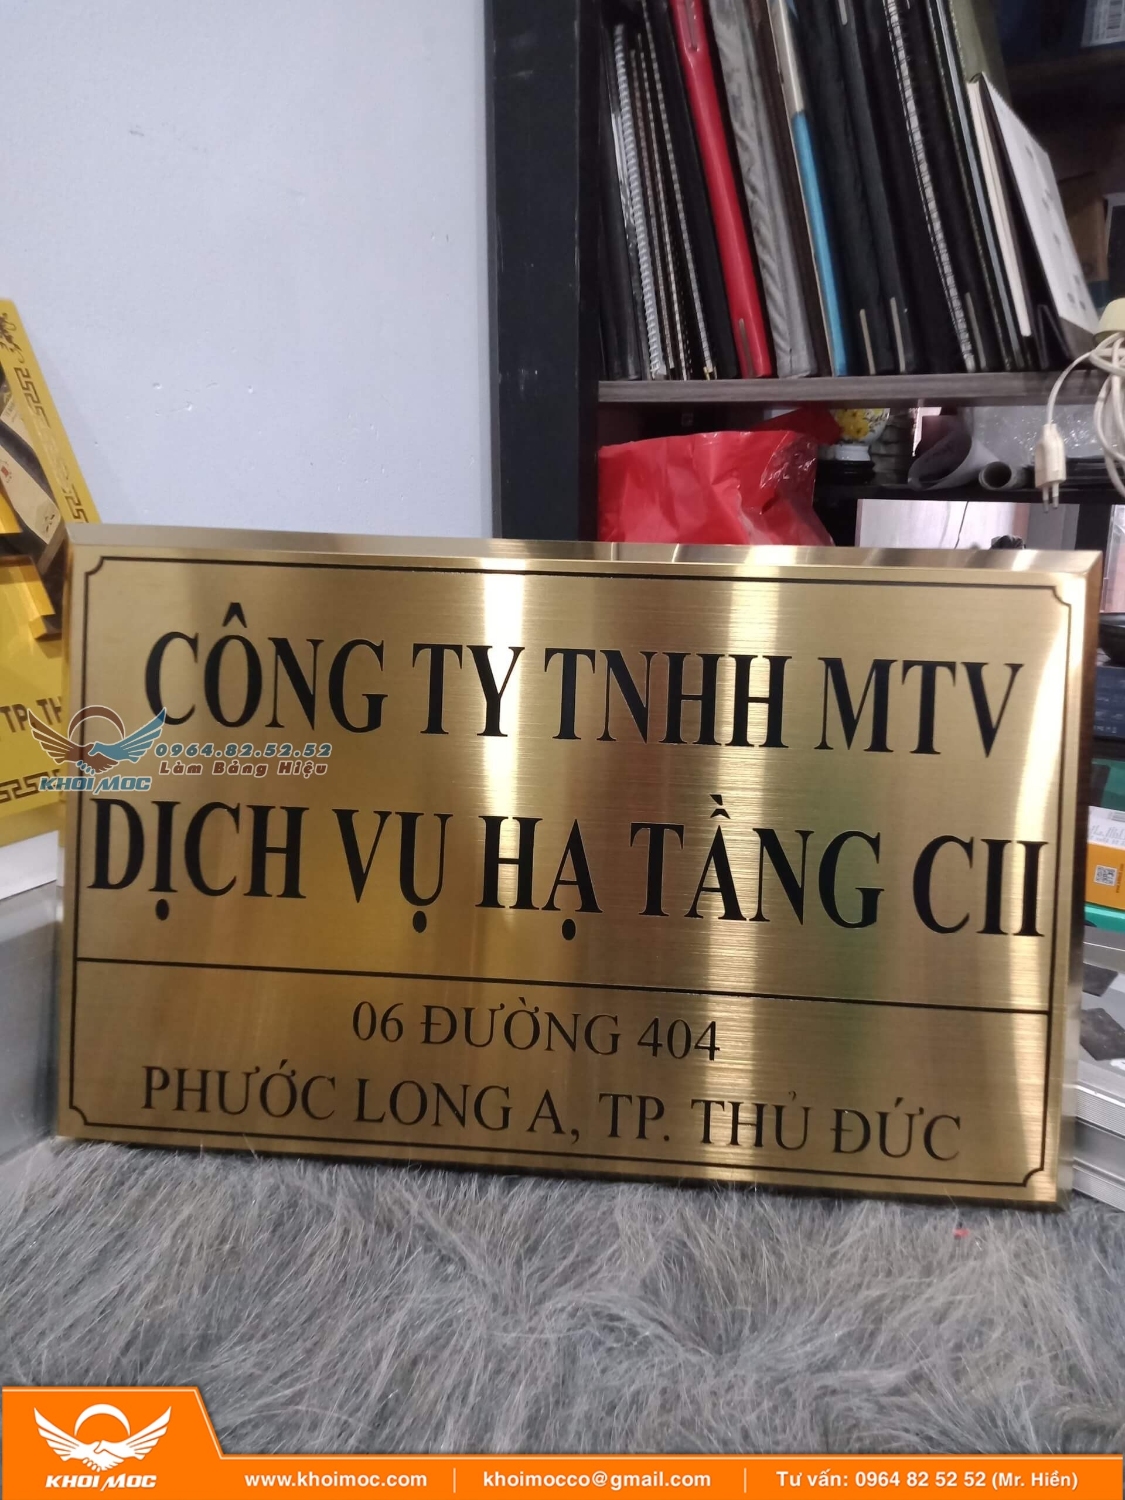 CÔNG TY TNHH MTV
DỊCH VỤ HẠ TẦNG CII
06 ĐƯỜNG 404
PHƯỚC LONG A, TP. THỦ ĐỨC
TP. TH
KHOI MOC
0964.82.52.52
Làm Bảng Hiệu
KHOI MOC
www.khoimoc.com
khoimocco@gmail.com
Tư vấn: 0964 82 52 52 (Mr. Hiền)